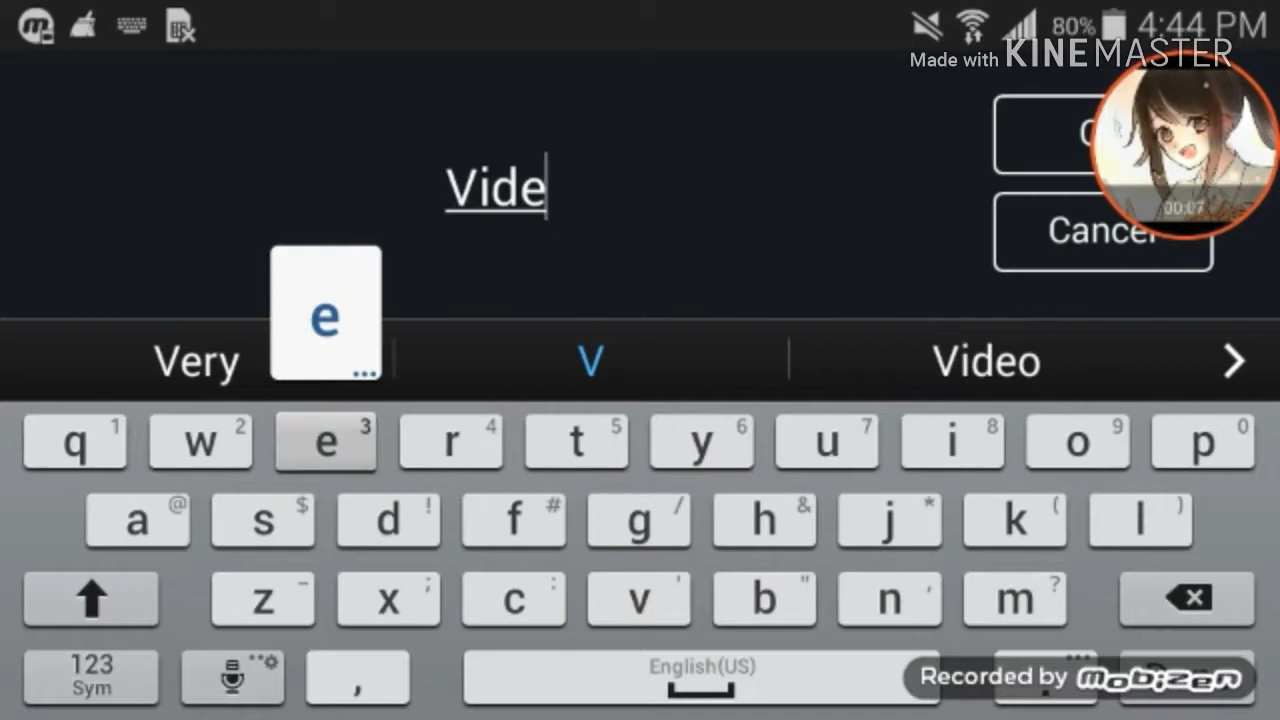 80% 4:44 PM
Made with KINEMASTER
Vide
00:07
Cancel
e
...
Very V Video
q 1 w 2 e 3 r 4 t 5 y 6 u 7 i 8 o 9 p 0
a @ s $ d ! f # g / h & j * k ( l )
z - x ; c : v ' b " n , m ?
123
Sym
,
English(US)
Recorded by mobizen